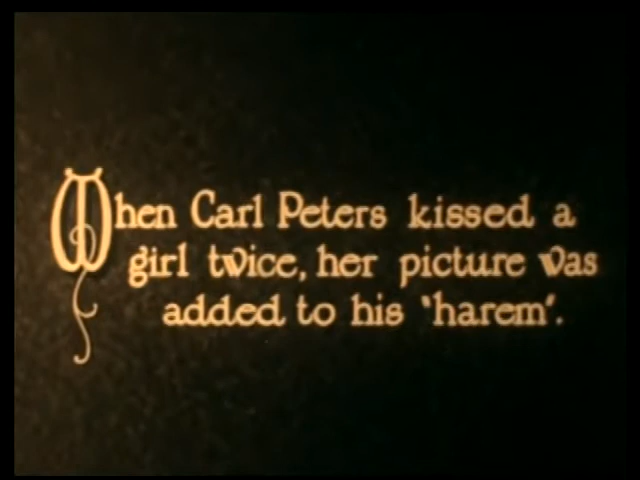 When Carl Peters kissed a
girl twice, her picture was
added to his 'harem'.